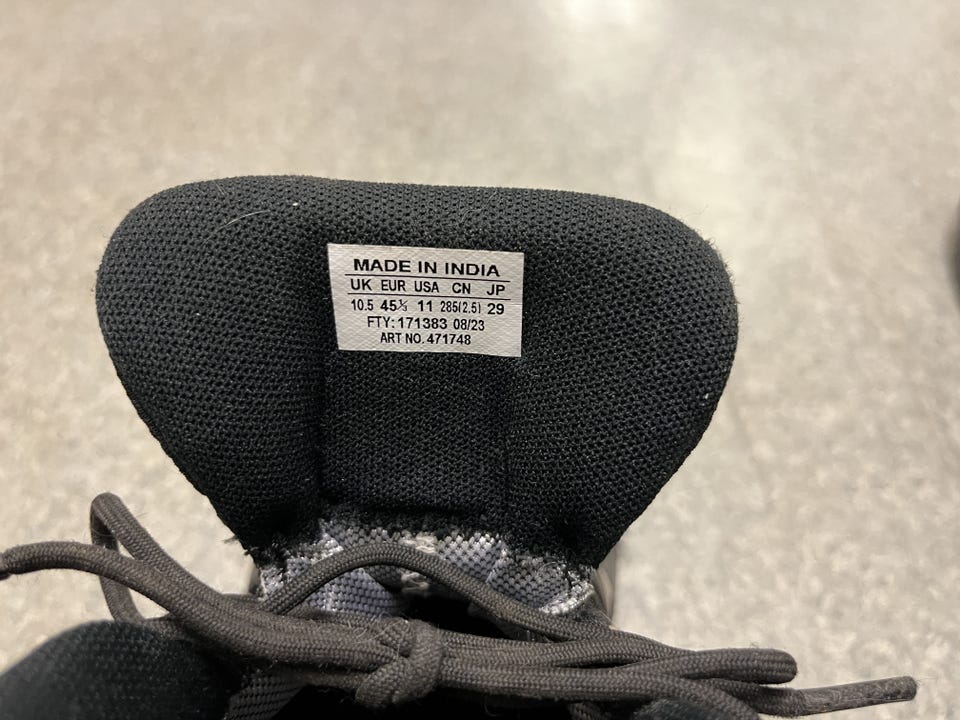 MADE IN INDIA
UK EUR USA CN JP
10.5 45⅓ 11 285(2.5) 29
FTY: 171383 08/23
ART NO. 471748